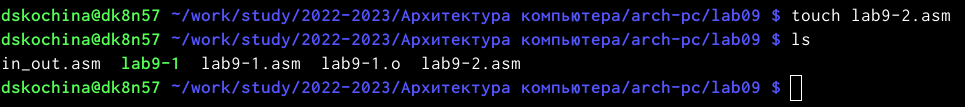 dskochina@dk8n57 ~/work/study/2022-2023/Архитектура компьютера/arch-pc/lab09 $ touch lab9-2.asm
dskochina@dk8n57 ~/work/study/2022-2023/Архитектура компьютера/arch-pc/lab09 $ ls
in_out.asm  lab9-1  lab9-1.asm  lab9-1.o  lab9-2.asm
dskochina@dk8n57 ~/work/study/2022-2023/Архитектура компьютера/arch-pc/lab09 $